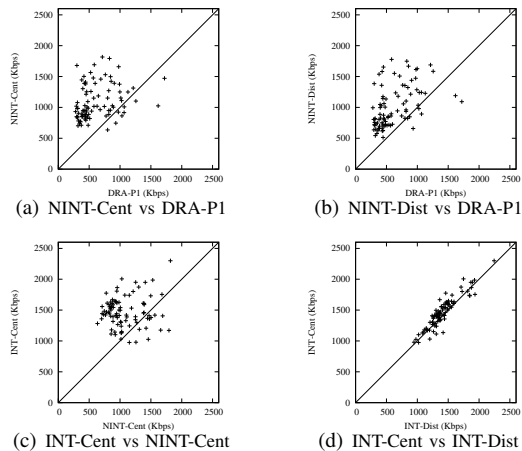 2500
2000
1500
1000
500
0
0 500 1000 1500 2000 2500
NINT-Cent (Kbps)
DRA-P1 (Kbps)
(a) NINT-Cent vs DRA-P1
2500
2000
1500
1000
500
0
0 500 1000 1500 2000 2500
NINT-Dist (Kbps)
DRA-P1 (Kbps)
(b) NINT-Dist vs DRA-P1
2500
2000
1500
1000
500
0
0 500 1000 1500 2000 2500
INT-Cent (Kbps)
NINT-Cent (Kbps)
(c) INT-Cent vs NINT-Cent
2500
2000
1500
1000
500
0
0 500 1000 1500 2000 2500
INT-Cent (Kbps)
INT-Dist (Kbps)
(d) INT-Cent vs INT-Dist